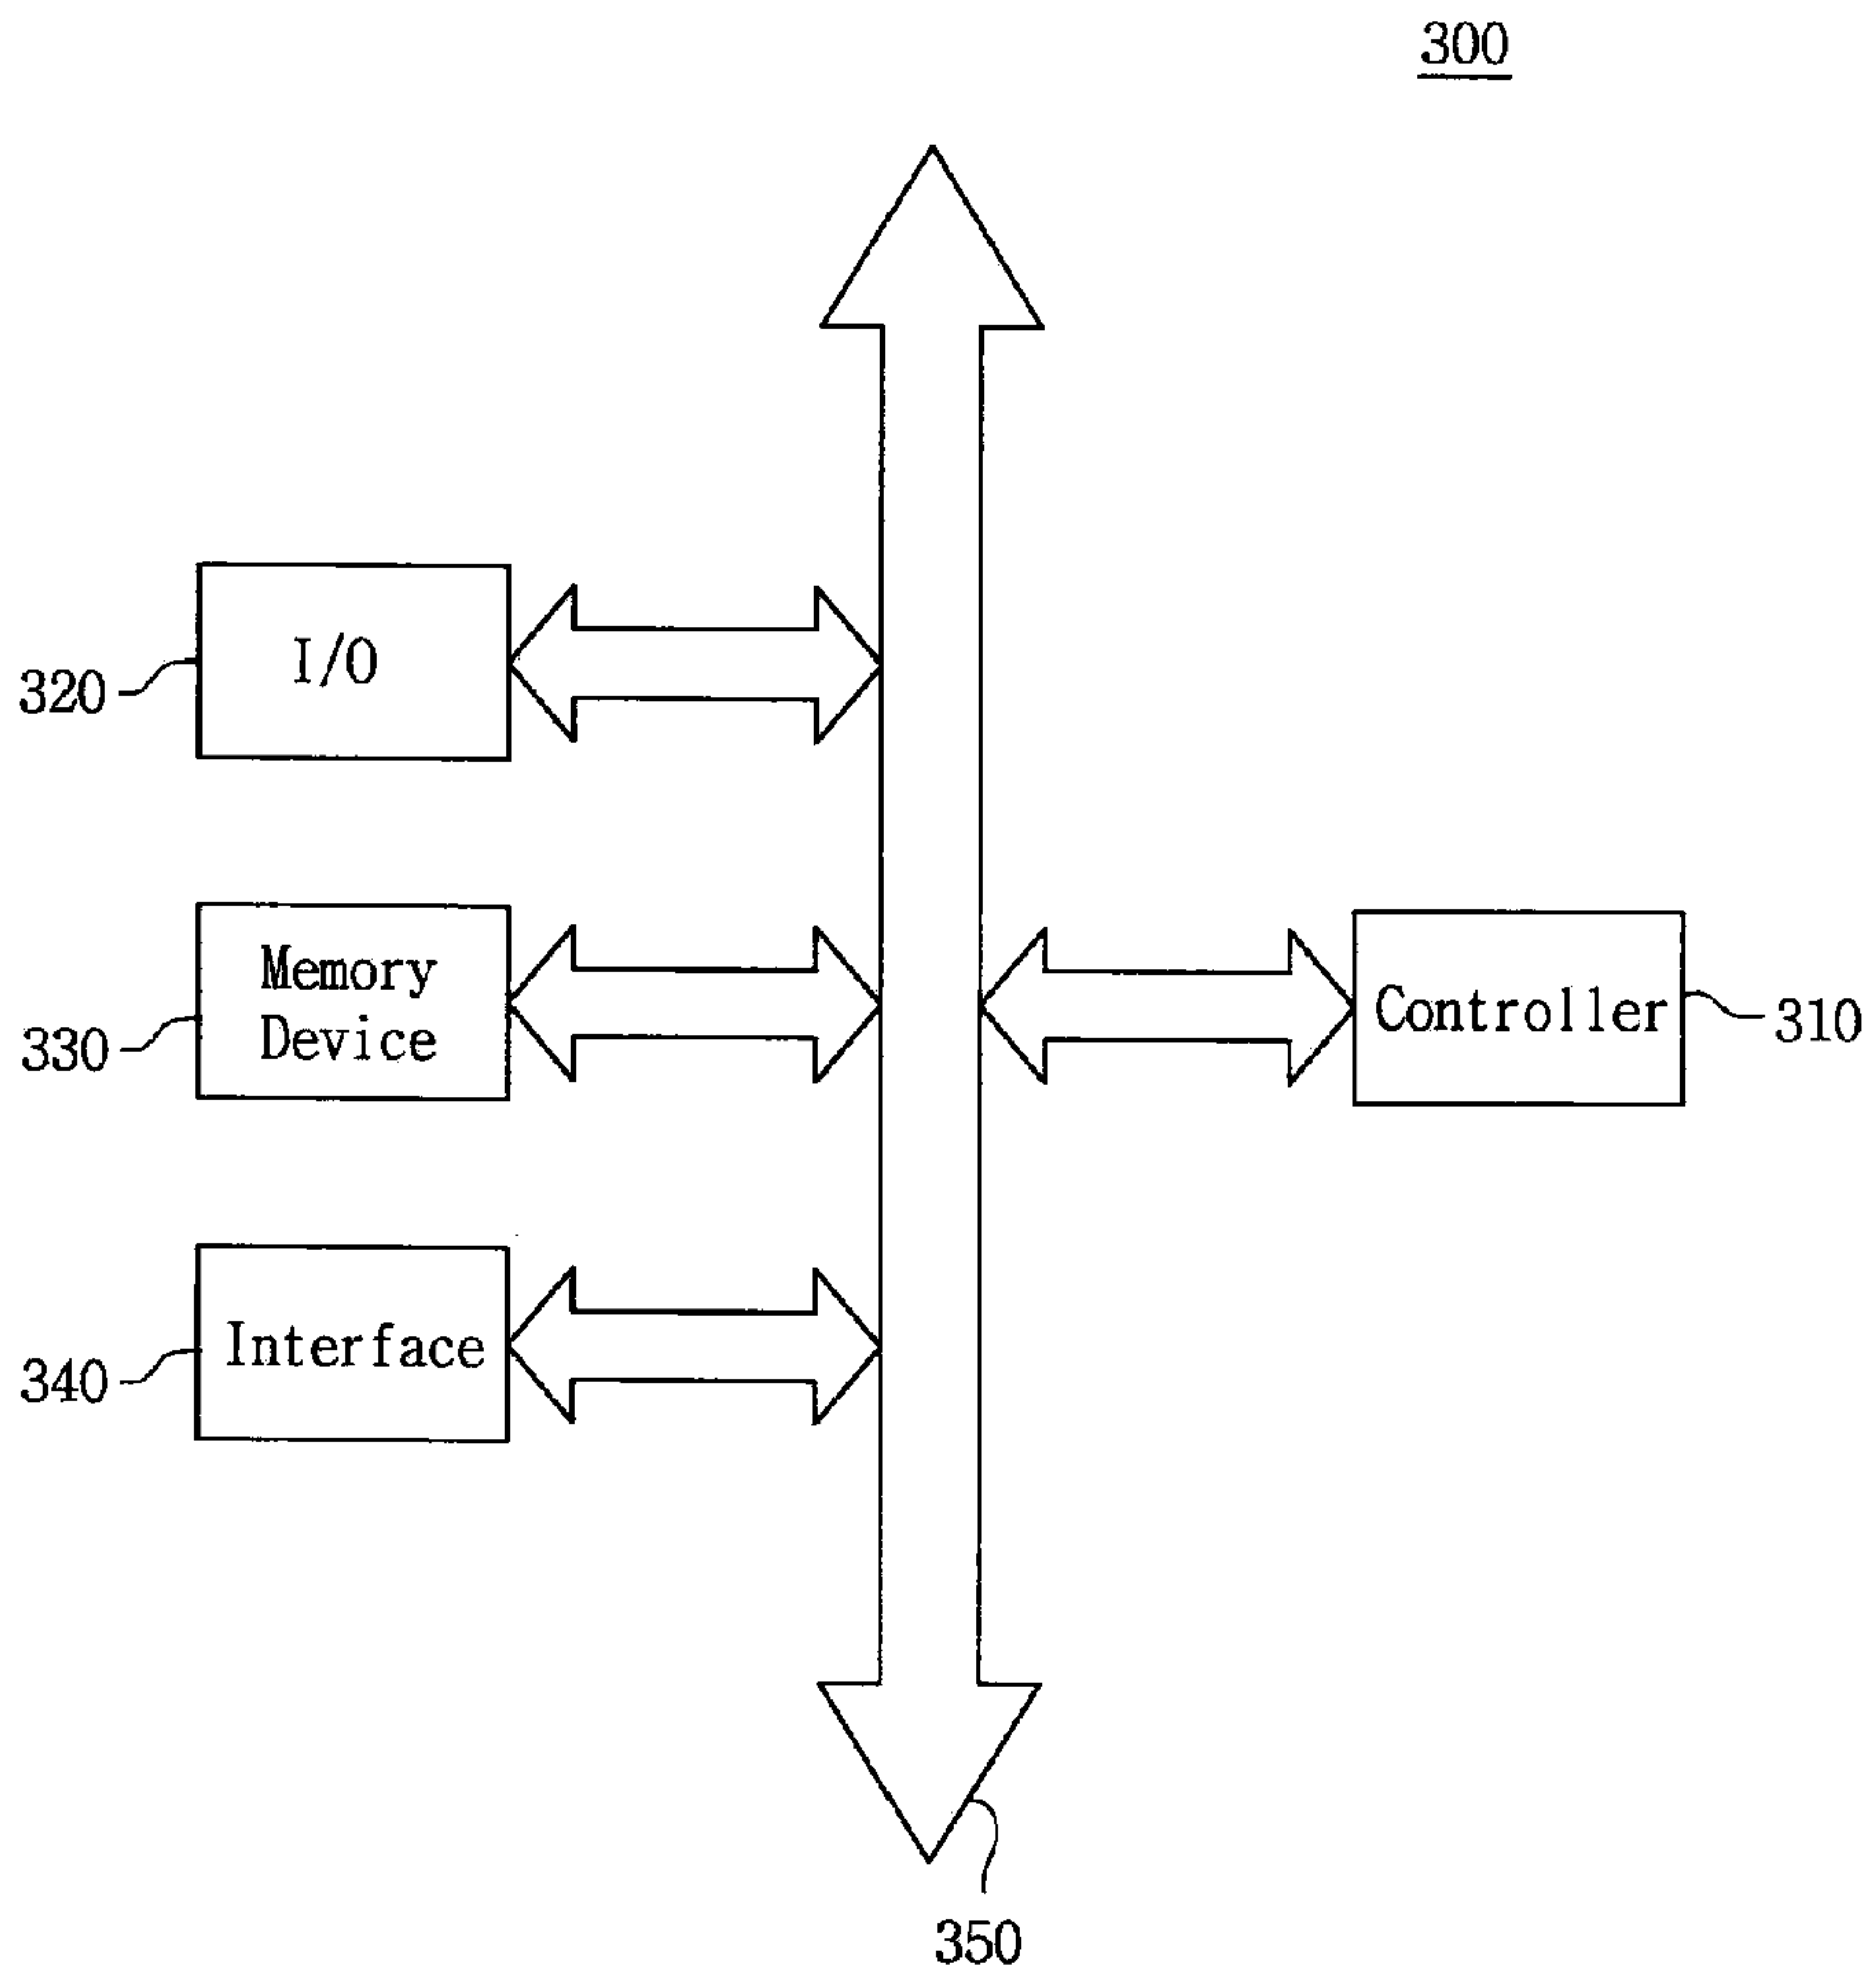 300
I/O
320
Memory
Device
330
Controller
310
Interface
340
350